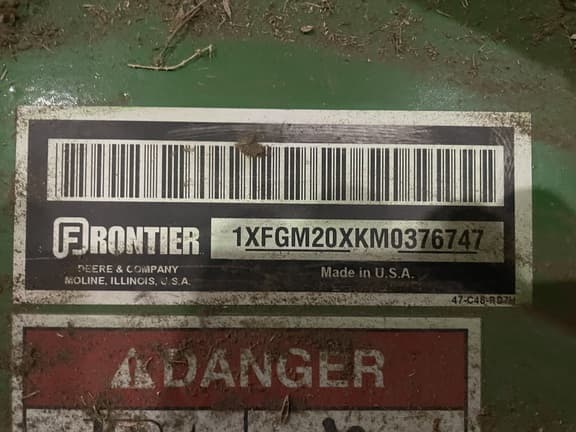 FRONTIER
1XFGM20XKM0376747
DEERE & COMPANY
MOLINE, ILLINOIS, U.S.A.
Made in U.S.A.
DANGER